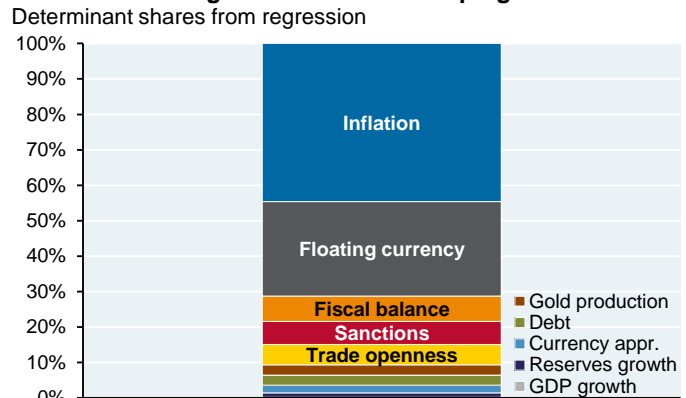 Determinant shares from regression
100%
90%
80%
70%
60%
50%
40%
30%
20%
10%
0%
Inflation
Floating currency
Fiscal balance
Sanctions
Trade openness
Gold production
Debt
Currency appr.
Reserves growth
GDP growth